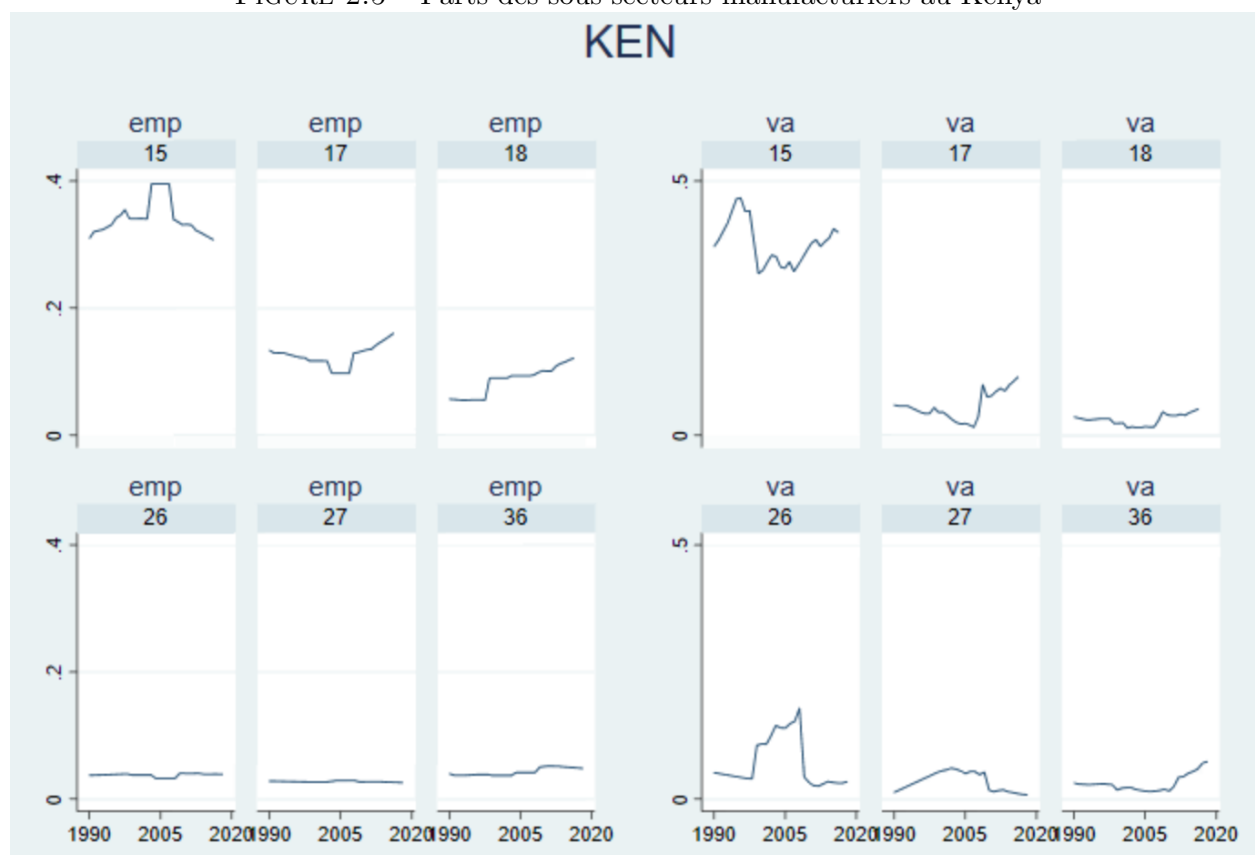 FIGURE 2.5 – Parts des sous-secteurs manufacturiers au Kenya
KEN
emp emp emp va va va
15 17 18 15 17 18
.4 .5
.2
0 0
emp emp emp va va va
26 27 36 26 27 36
.4 .5
.2
0 0
1990 2005 2020 1990 2005 2020 1990 2005 2020 1990 2005 2020 1990 2005 2020 1990 2005 2020